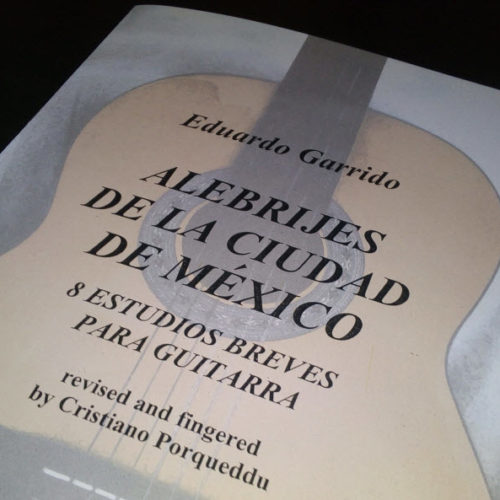 Eduardo Garrido
ALEBRIJES
DE LA CIUDAD
DE MÉXICO
8 ESTUDIOS BREVES
PARA GUITARRA
revised and fingered
by Cristiano Porqueddu